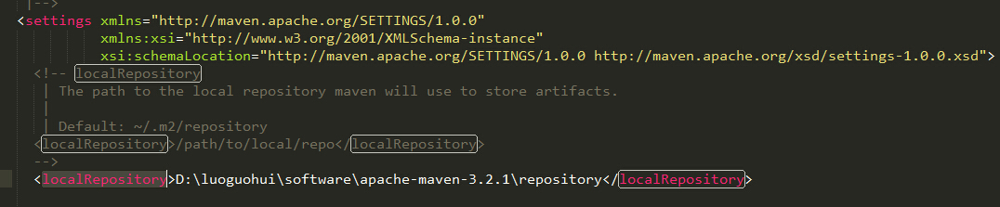 |-->
<settings xmlns="http://maven.apache.org/SETTINGS/1.0.0"
xmlns:xsi="http://www.w3.org/2001/XMLSchema-instance"
xsi:schemaLocation="http://maven.apache.org/SETTINGS/1.0.0 http://maven.apache.org/xsd/settings-1.0.0.xsd">
<!-- localRepository
| The path to the local repository maven will use to store artifacts.
|
| Default: ~/.m2/repository
<localRepository>/path/to/local/repo</localRepository>
-->
<localRepository>D:\luoguohui\software\apache-maven-3.2.1\repository</localRepository>